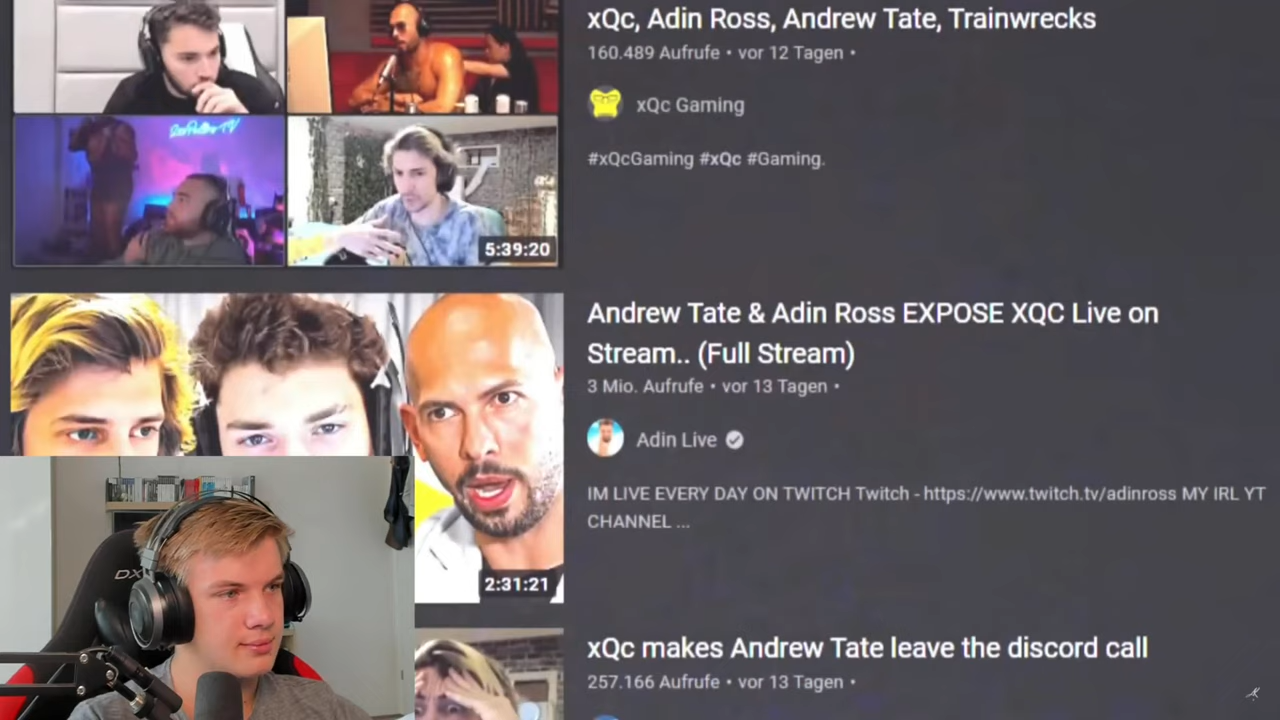 xQc, Adin Ross, Andrew Tate, Trainwrecks
160.489 Aufrufe • vor 12 Tagen •
xQc Gaming
#xQcGaming #xQc #Gaming.
5:39:20
Andrew Tate & Adin Ross EXPOSE XQC Live on
Stream.. (Full Stream)
3 Mio. Aufrufe • vor 13 Tagen •
Adin Live
IM LIVE EVERY DAY ON TWITCH Twitch - https://www.twitch.tv/adinross MY IRL YT
CHANNEL ...
2:31:21
DX
xQc makes Andrew Tate leave the discord call
257.166 Aufrufe • vor 13 Tagen •